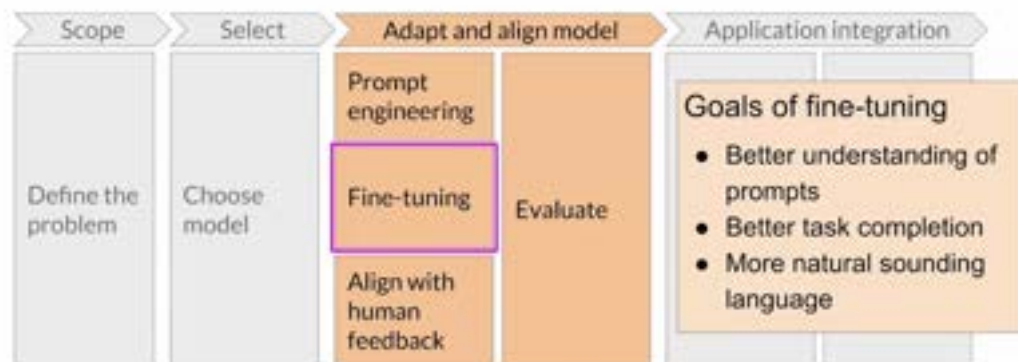 Scope
Select
Adapt and align model
Application integration
Define the
problem
Choose
model
Prompt
engineering
Fine-tuning
Align with
human
feedback
Evaluate
Goals of fine-tuning
● Better understanding of
prompts
● Better task completion
● More natural sounding
language